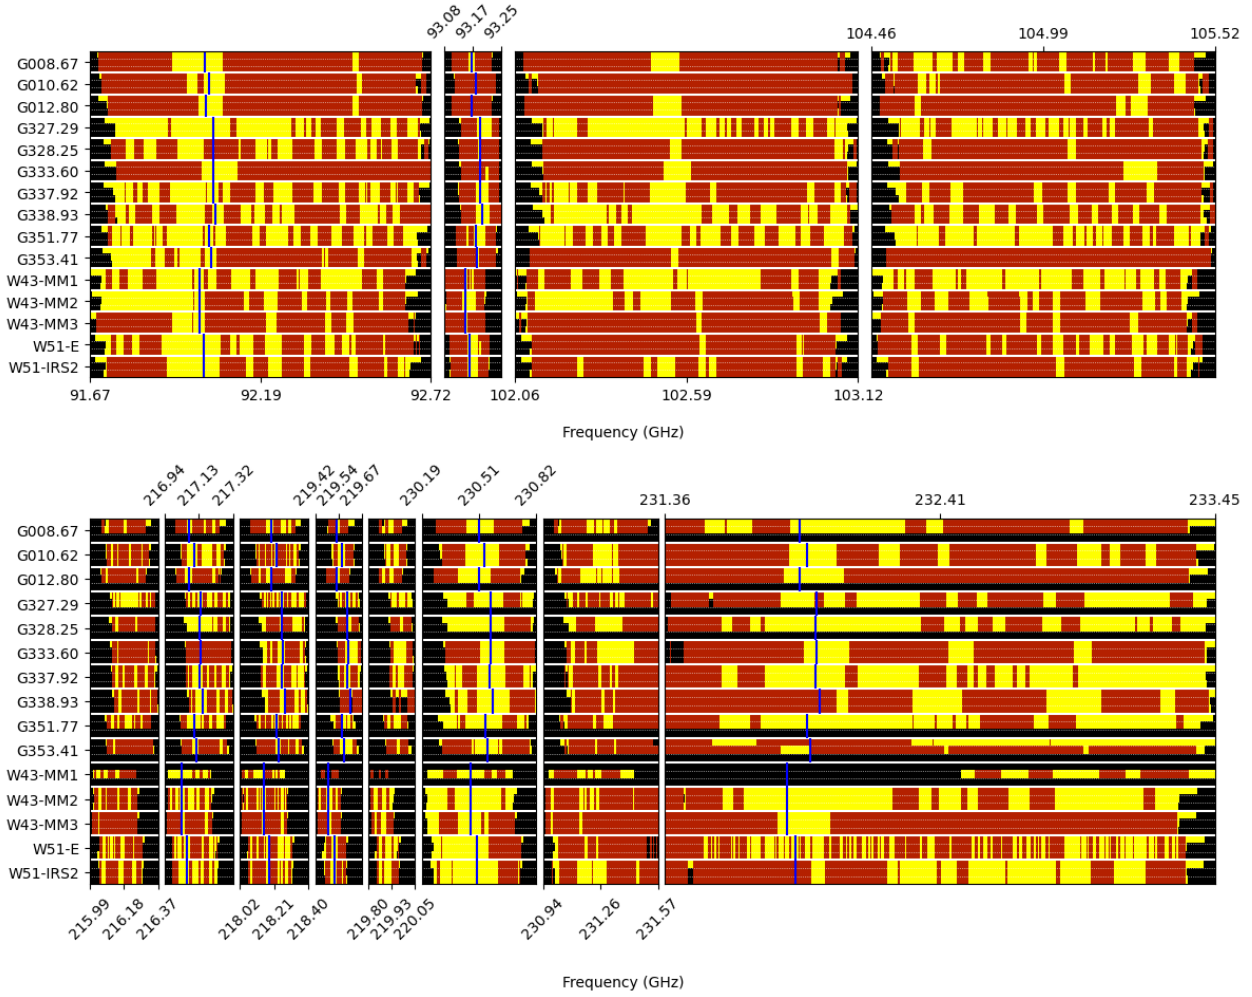 93.08 93.17 93.25
104.46 104.99 105.52
G008.67
G010.62
G012.80
G327.29
G328.25
G333.60
G337.92
G338.93
G351.77
G353.41
W43-MM1
W43-MM2
W43-MM3
W51-E
W51-IRS2
91.67 92.19 92.72 102.06 102.59 103.12
Frequency (GHz)
216.94 217.13 217.32 219.42 219.54 219.67 230.19 230.51 230.82
231.36 232.41 233.45
G008.67
G010.62
G012.80
G327.29
G328.25
G333.60
G337.92
G338.93
G351.77
G353.41
W43-MM1
W43-MM2
W43-MM3
W51-E
W51-IRS2
215.99 216.18 216.37 218.02 218.21 218.40 219.80 219.93 220.05 230.94 231.26 231.57
Frequency (GHz)